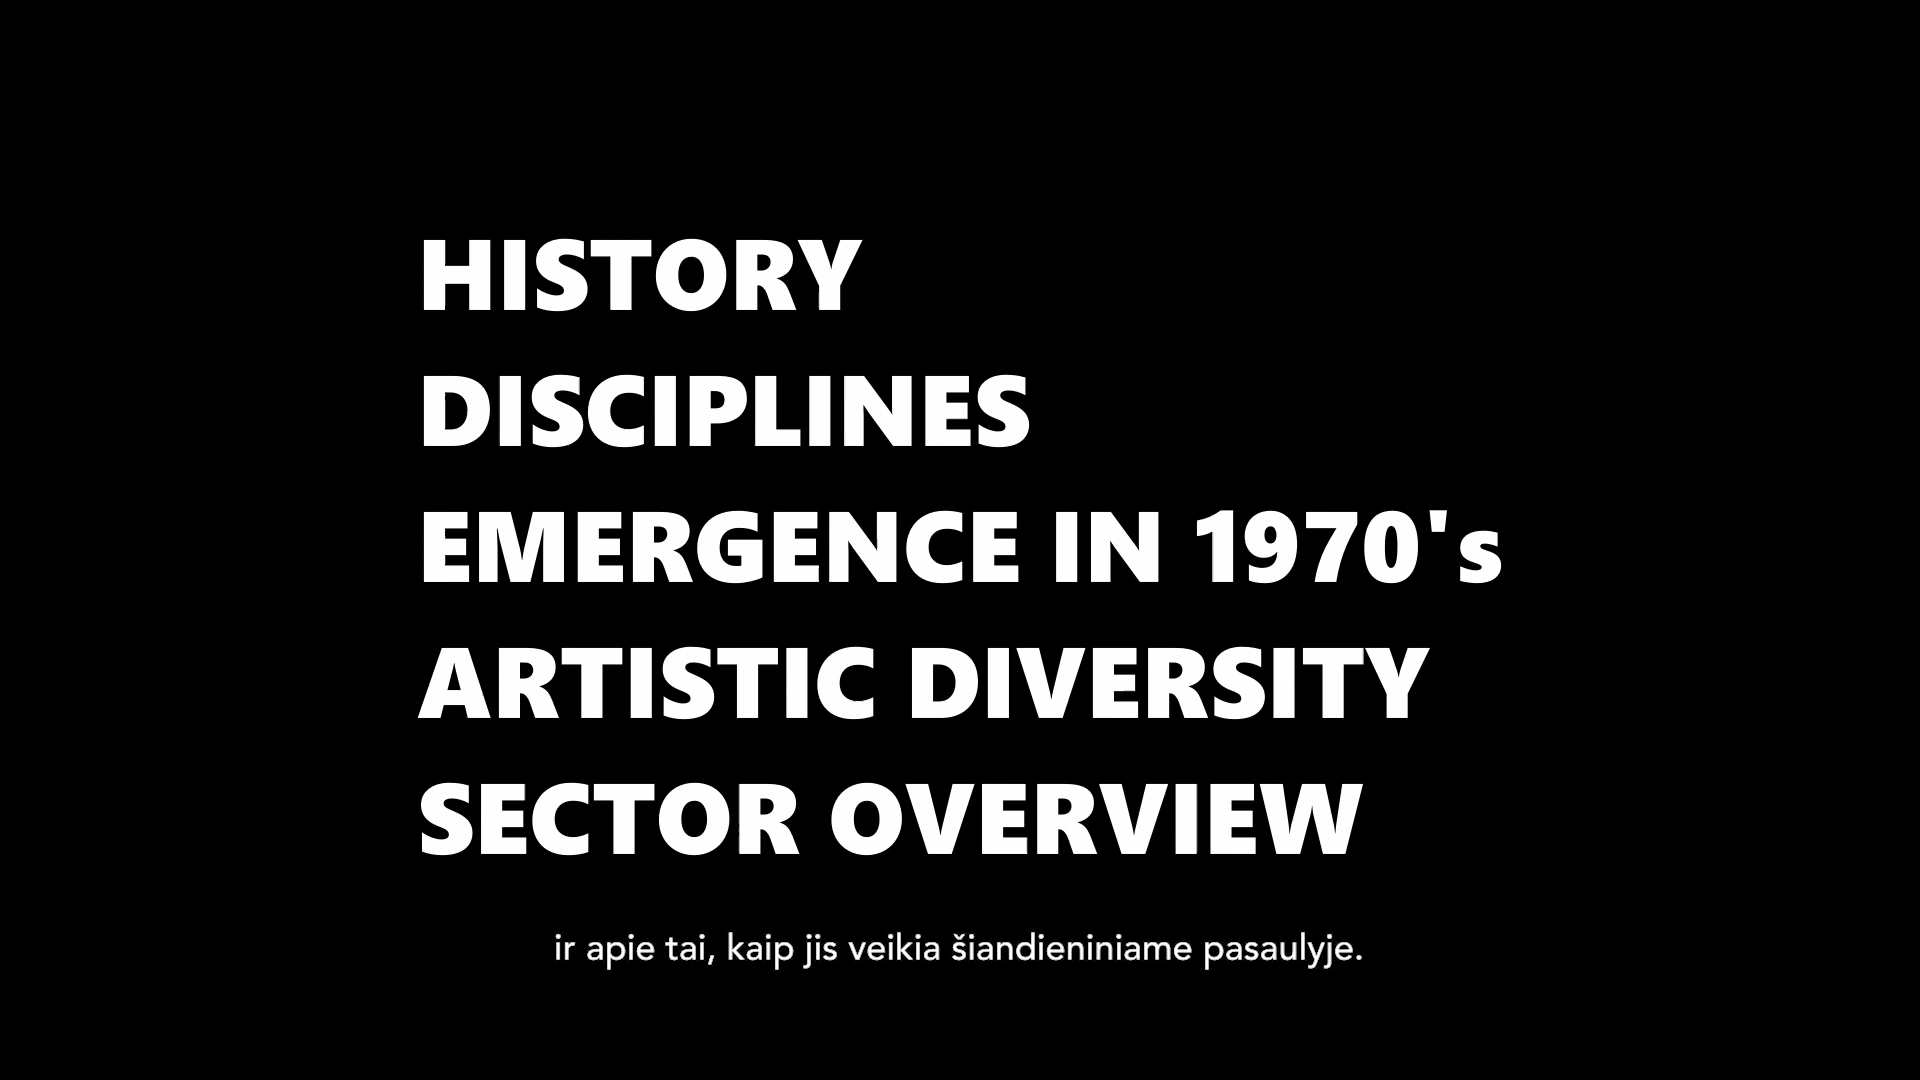 HISTORY
DISCIPLINES
EMERGENCE IN 1970's
ARTISTIC DIVERSITY
SECTOR OVERVIEW
ir apie tai, kaip jis veikia šiandieniniame pasaulyje.